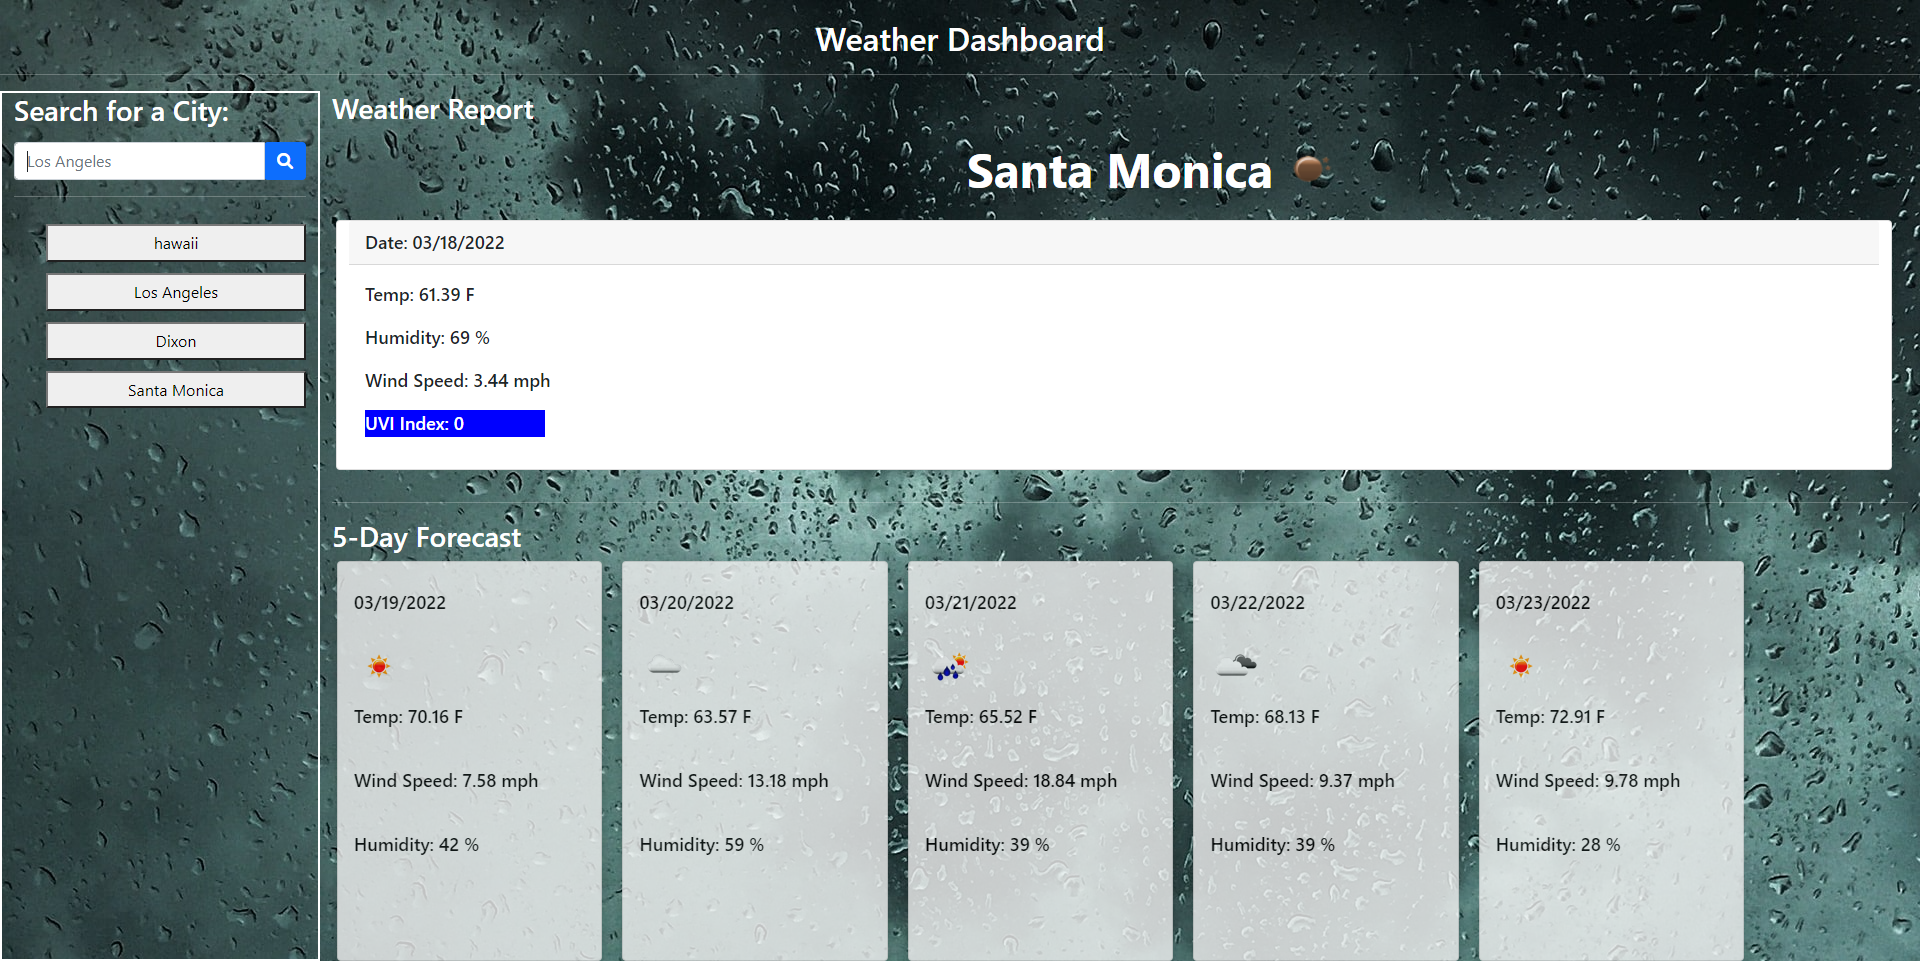 Weather Dashboard
Search for a City:
Los Angeles
hawaii
Los Angeles
Dixon
Santa Monica
Weather Report
Santa Monica
Date: 03/18/2022
Temp: 61.39 F
Humidity: 69 %
Wind Speed: 3.44 mph
UVI Index: 0
5-Day Forecast
03/19/2022
Temp: 70.16 F
Wind Speed: 7.58 mph
Humidity: 42 %
03/20/2022
Temp: 63.57 F
Wind Speed: 13.18 mph
Humidity: 59 %
03/21/2022
Temp: 65.52 F
Wind Speed: 18.84 mph
Humidity: 39 %
03/22/2022
Temp: 68.13 F
Wind Speed: 9.37 mph
Humidity: 39 %
03/23/2022
Temp: 72.91 F
Wind Speed: 9.78 mph
Humidity: 28 %